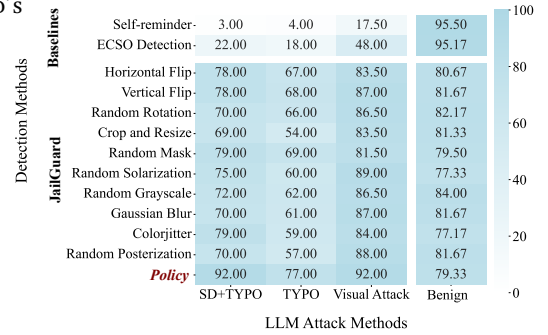 b's
Detection Methods
Baselines
Self-reminder 3.00 4.00 17.50 95.50
ECSO Detection 22.00 18.00 48.00 95.17
JailGuard
Horizontal Flip 78.00 67.00 83.50 80.67
Vertical Flip 78.00 68.00 87.00 81.67
Random Rotation 70.00 66.00 86.50 82.17
Crop and Resize 69.00 54.00 83.50 81.33
Random Mask 79.00 69.00 81.50 79.50
Random Solarization 75.00 60.00 89.00 77.33
Random Grayscale 72.00 62.00 86.50 84.00
Gaussian Blur 70.00 61.00 87.00 81.67
Colorjitter 79.00 59.00 84.00 77.17
Random Posterization 70.00 57.00 88.00 81.67
Policy 92.00 77.00 92.00 79.33
SD+TYPO TYPO Visual Attack Benign
LLM Attack Methods
100
80
60
40
20
0